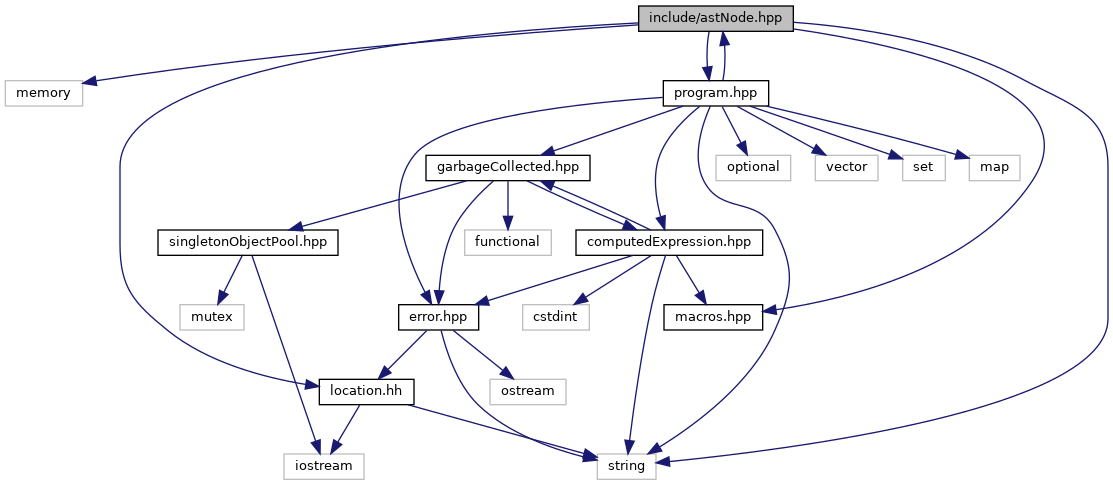 include/astNode.hpp
memory
program.hpp
garbageCollected.hpp
optional
vector
set
map
singletonObjectPool.hpp
functional
computedExpression.hpp
mutex
error.hpp
cstdint
macros.hpp
location.hh
ostream
iostream
string